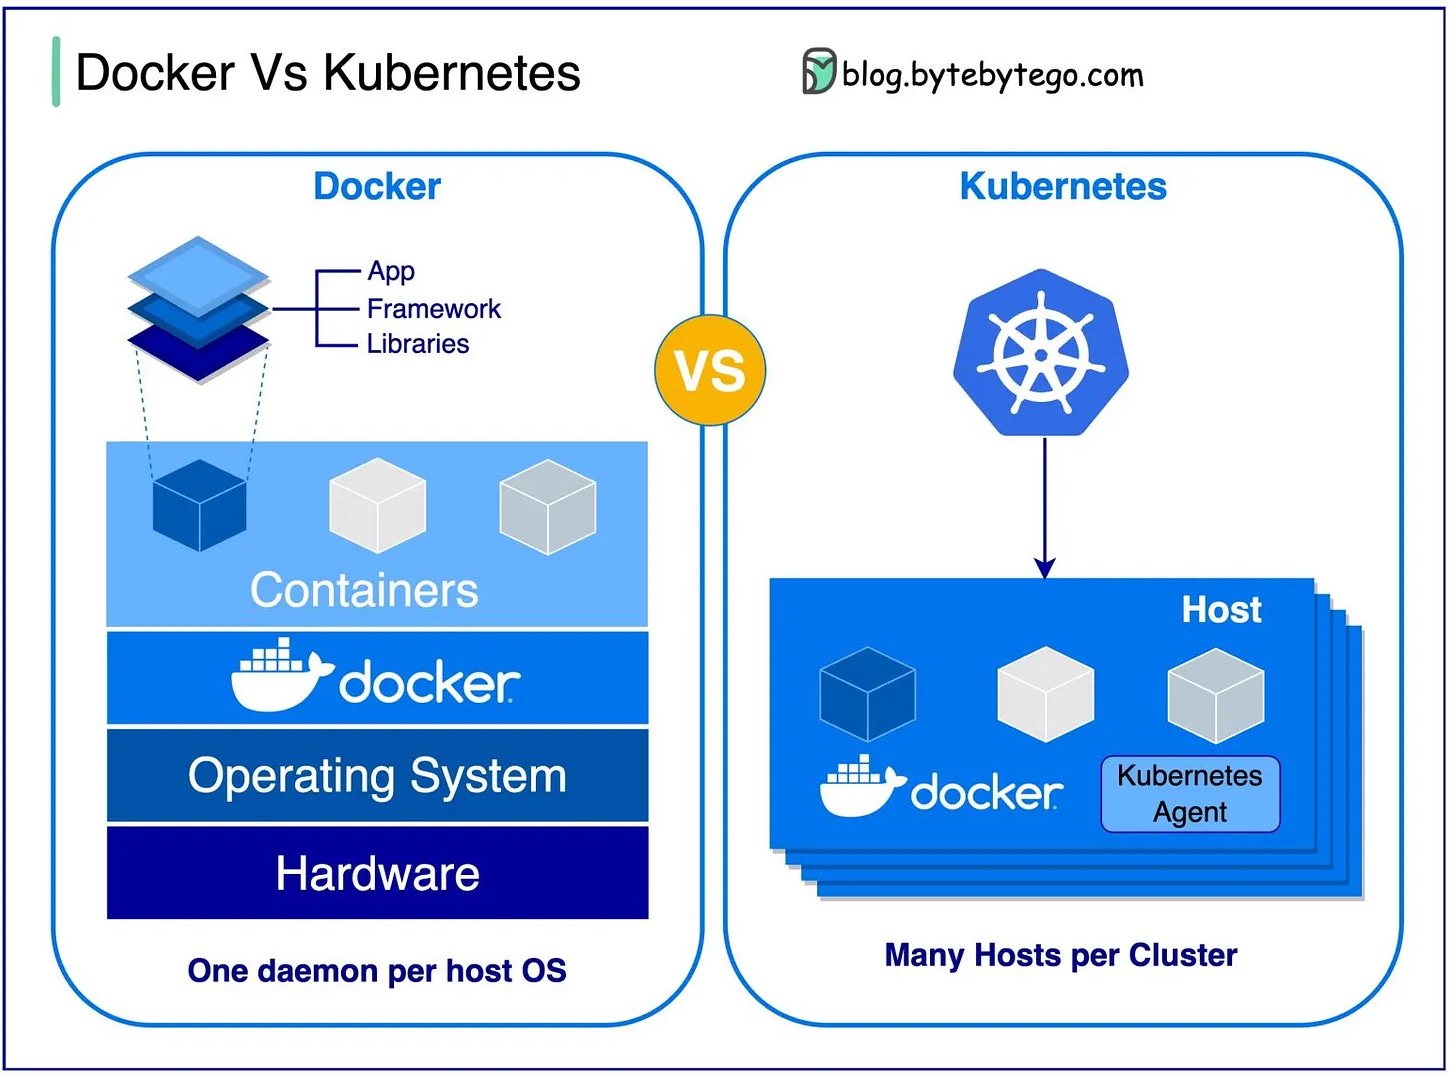 Docker Vs Kubernetes
blog.bytebytego.com
Docker
App
Framework
Libraries
Containers
docker
Operating System
Hardware
One daemon per host OS
VS
Kubernetes
Host
docker
Kubernetes
Agent
Many Hosts per Cluster